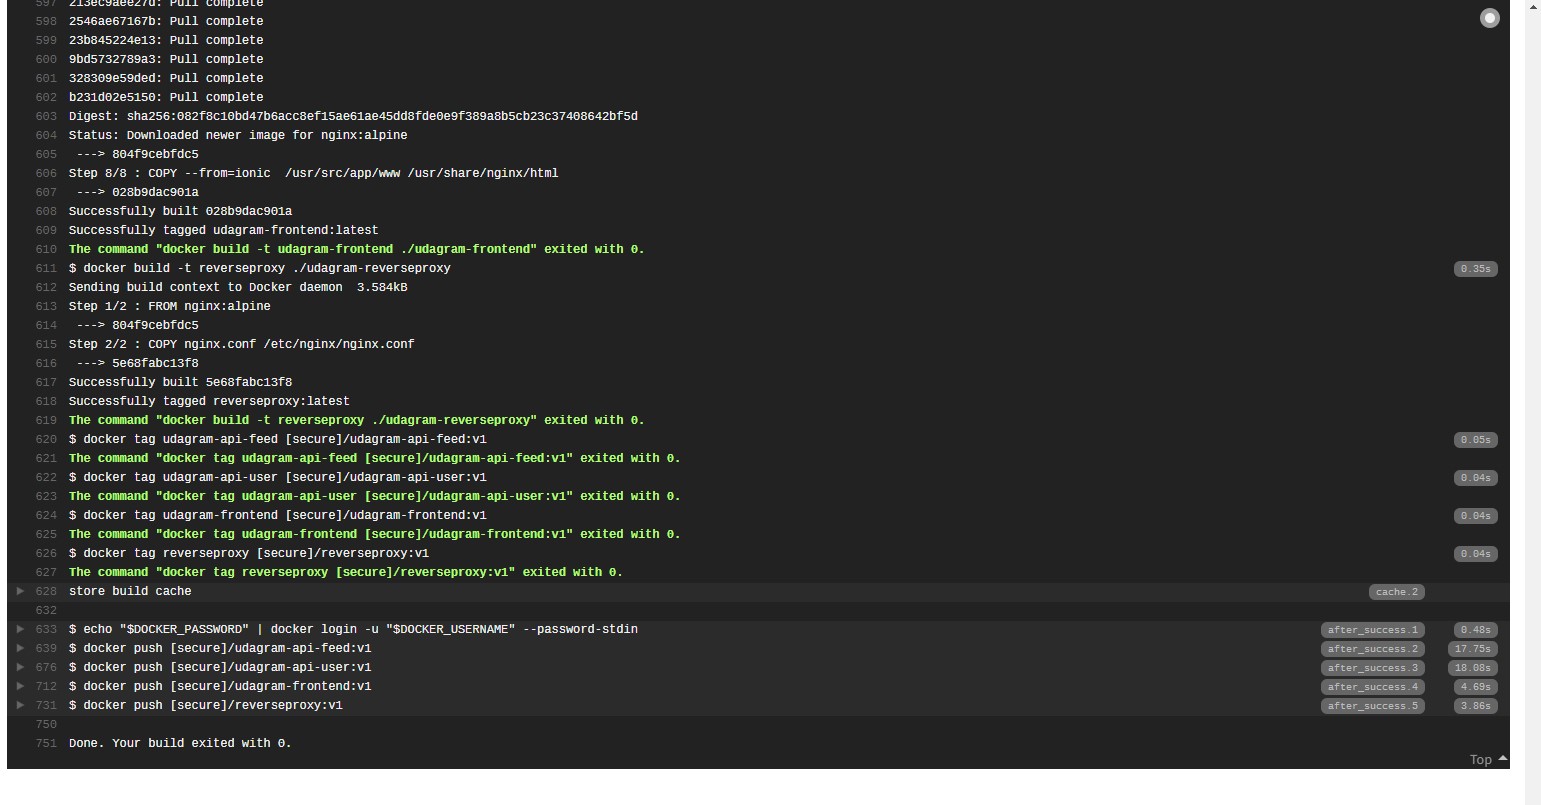 597 213ec9aee27d: Pull complete
598 2546ae67167b: Pull complete
599 23b845224e13: Pull complete
600 9bd5732789a3: Pull complete
601 328309e59ded: Pull complete
602 b231d02e5150: Pull complete
603 Digest: sha256:082f8c10bd47b6acc8ef15ae61ae45dd8fde0e9f389a8b5cb23c37408642bf5d
604 Status: Downloaded newer image for nginx:alpine
605 ---> 804f9cebfdc5
606 Step 8/8 : COPY --from=ionic  /usr/src/app/www /usr/share/nginx/html
607 ---> 028b9dac901a
608 Successfully built 028b9dac901a
609 Successfully tagged udagram-frontend:latest
610 The command "docker build -t udagram-frontend ./udagram-frontend" exited with 0.
611 $ docker build -t reverseproxy ./udagram-reverseproxy 0.35s
612 Sending build context to Docker daemon  3.584kB
613 Step 1/2 : FROM nginx:alpine
614 ---> 804f9cebfdc5
615 Step 2/2 : COPY nginx.conf /etc/nginx/nginx.conf
616 ---> 5e68fabc13f8
617 Successfully built 5e68fabc13f8
618 Successfully tagged reverseproxy:latest
619 The command "docker build -t reverseproxy ./udagram-reverseproxy" exited with 0.
620 $ docker tag udagram-api-feed [secure]/udagram-api-feed:v1 0.05s
621 The command "docker tag udagram-api-feed [secure]/udagram-api-feed:v1" exited with 0.
622 $ docker tag udagram-api-user [secure]/udagram-api-user:v1 0.04s
623 The command "docker tag udagram-api-user [secure]/udagram-api-user:v1" exited with 0.
624 $ docker tag udagram-frontend [secure]/udagram-frontend:v1 0.04s
625 The command "docker tag udagram-frontend [secure]/udagram-frontend:v1" exited with 0.
626 $ docker tag reverseproxy [secure]/reverseproxy:v1 0.04s
627 The command "docker tag reverseproxy [secure]/reverseproxy:v1" exited with 0.
628 store build cache cache.2
632
633 $ echo "$DOCKER_PASSWORD" | docker login -u "$DOCKER_USERNAME" --password-stdin after_success.1 0.48s
639 $ docker push [secure]/udagram-api-feed:v1 after_success.2 17.75s
676 $ docker push [secure]/udagram-api-user:v1 after_success.3 18.08s
712 $ docker push [secure]/udagram-frontend:v1 after_success.4 4.69s
731 $ docker push [secure]/reverseproxy:v1 after_success.5 3.86s
750
751 Done. Your build exited with 0.
Top